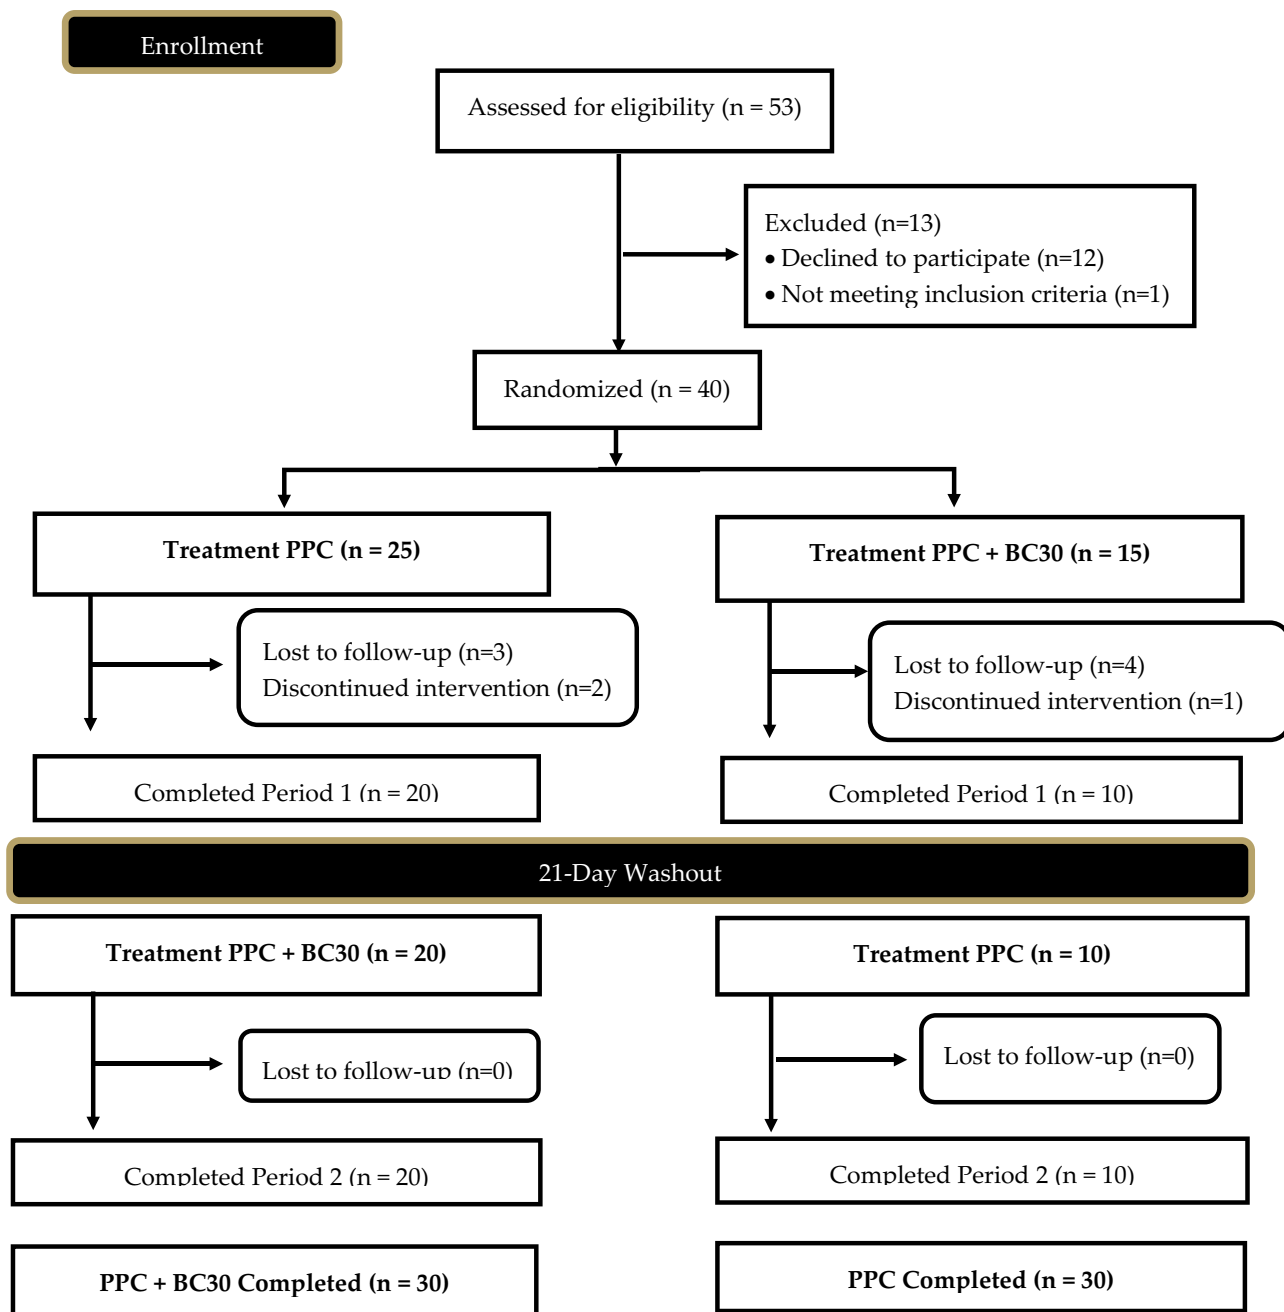 Enrollment
Assessed for eligibility (n = 53)
Excluded (n=13)
• Declined to participate (n=12)
• Not meeting inclusion criteria (n=1)
Randomized (n = 40)
Treatment PPC (n = 25)
Treatment PPC + BC30 (n = 15)
Lost to follow-up (n=3)
Discontinued intervention (n=2)
Lost to follow-up (n=4)
Discontinued intervention (n=1)
Completed Period 1 (n = 20)
Completed Period 1 (n = 10)
21-Day Washout
Treatment PPC + BC30 (n = 20)
Treatment PPC (n = 10)
Lost to follow-up (n=0)
Lost to follow-up (n=0)
Completed Period 2 (n = 20)
Completed Period 2 (n = 10)
PPC + BC30 Completed (n = 30)
PPC Completed (n = 30)